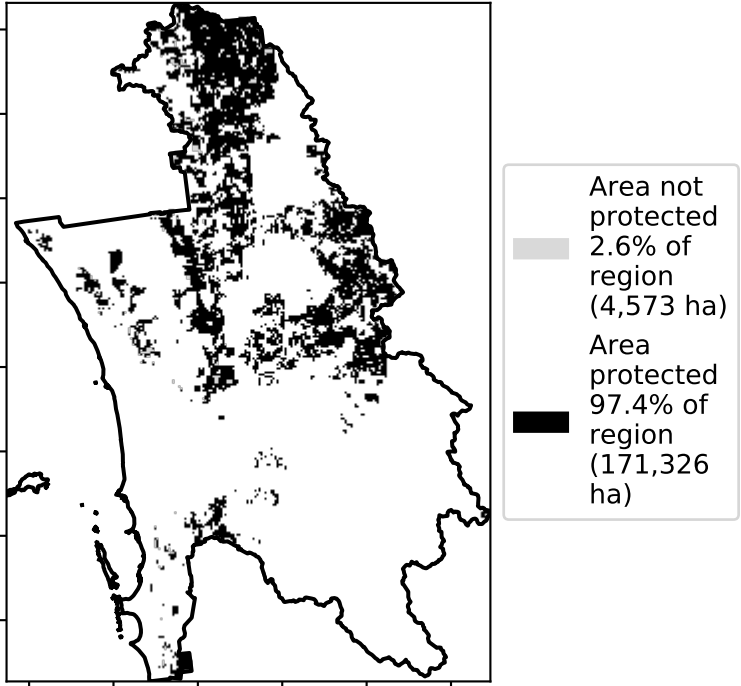 Area not
protected
2.6% of
region
(4,573 ha)
Area
protected
97.4% of
region
(171,326
ha)